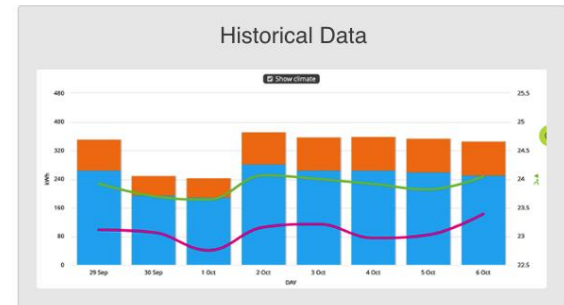 Historical Data
Show climate
480
400
320
240
160
80
0
kWh
25.5
25
24.5
24
23.5
23
22.5
29 Sep
30 Sep
1 Oct
2 Oct
3 Oct
4 Oct
5 Oct
6 Oct
DAY